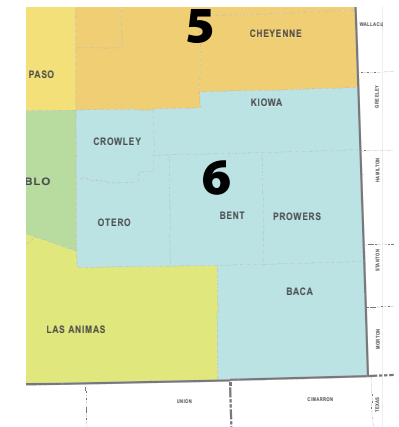 5
CHEYENNE
WALLACE
PASO
GREELEY
KIOWA
CROWLEY
HAMILTON
BLO
6
OTERO
BENT
PROWERS
STANTON
BACA
LAS ANIMAS
MORTON
UNION
CIMARRON
TEXAS